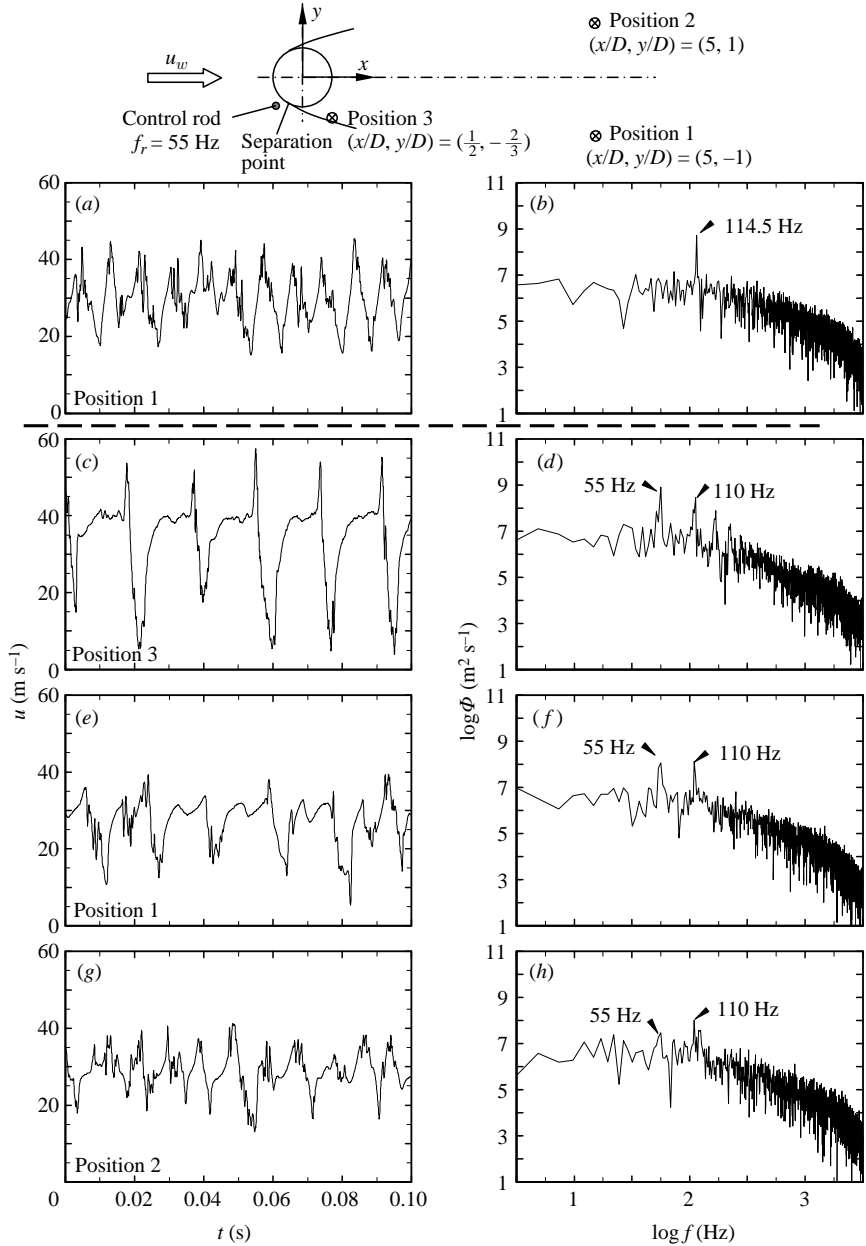 y
⊗ Position 2
(x/D, y/D) = (5, 1)
u_w
x
Control rod
f_r = 55 Hz
Separation
point
⊗ Position 3
(x/D, y/D) = (1/2, −2/3)
⊗ Position 1
(x/D, y/D) = (5, −1)
60
40
20
0
(a)
Position 1
11
9
7
5
3
1
(b)
114.5 Hz
60
40
20
0
(c)
Position 3
11
9
7
5
3
1
(d)
55 Hz
110 Hz
u (m s⁻¹)
logΦ (m² s⁻¹)
60
40
20
0
(e)
Position 1
11
9
7
5
3
1
(f)
55 Hz
110 Hz
60
40
20
0
(g)
Position 2
0.02
0.04
0.06
0.08
0.10
t (s)
11
9
7
5
3
1
(h)
55 Hz
110 Hz
1
2
3
log f (Hz)